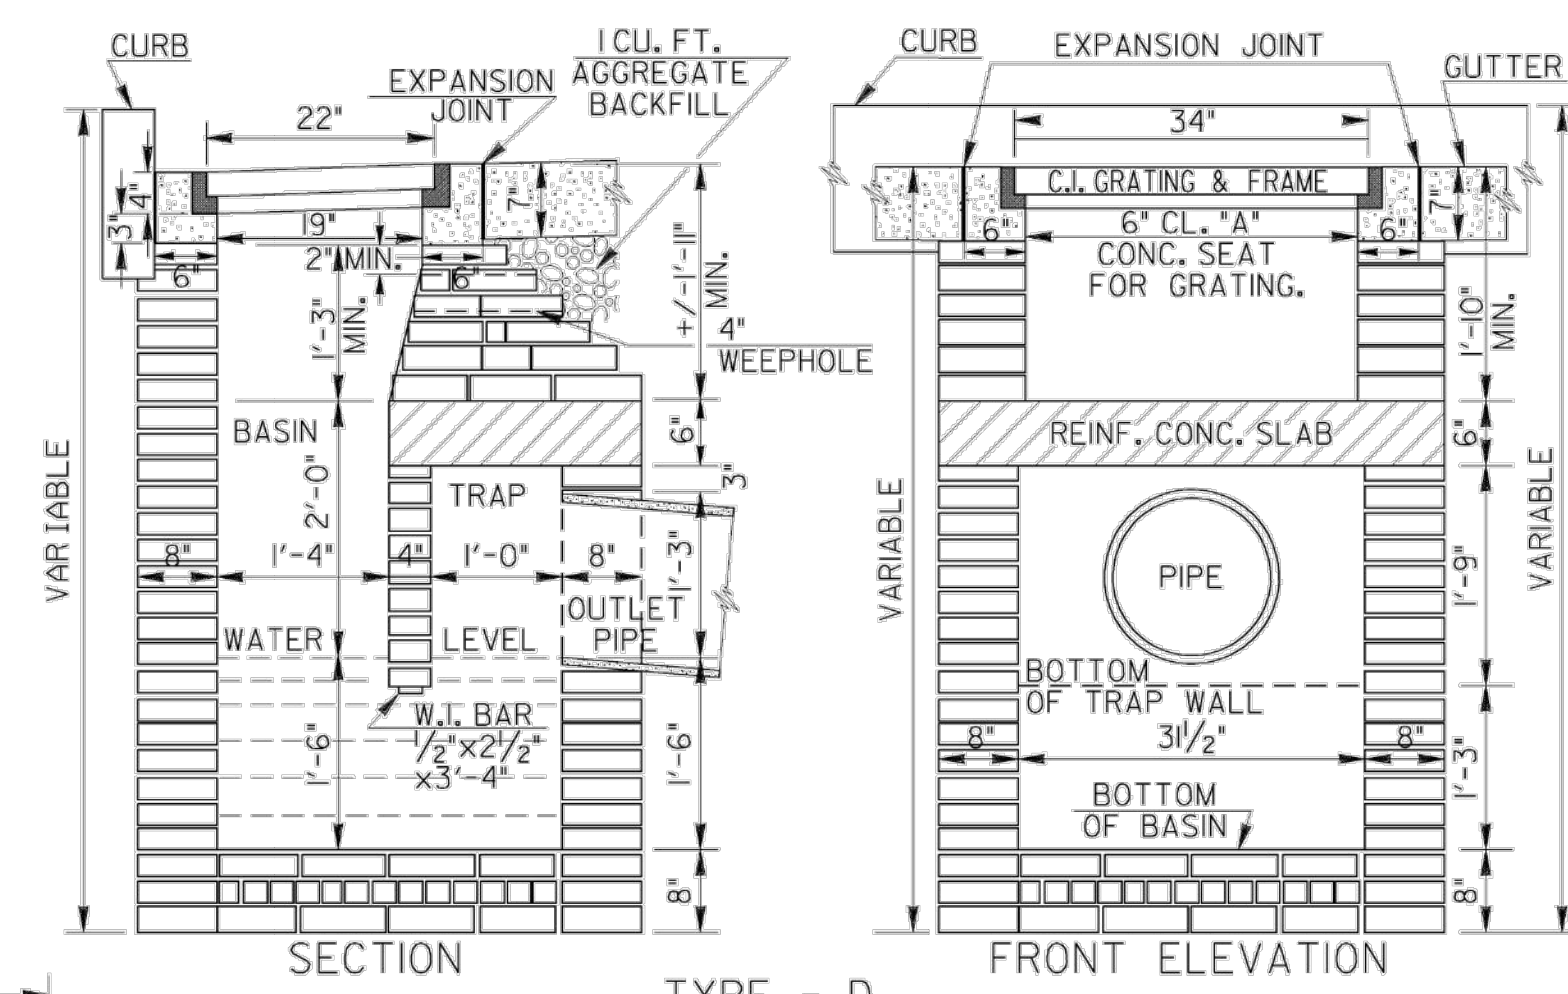 CURB
EXPANSION
JOINT
1 CU. FT.
AGGREGATE
BACKFILL
22"
4"
3"
19"
7"
6"
2" MIN.
6"
1'-3"
MIN.
+/-1'-11"
MIN.
4"
WEEPHOLE
BASIN
2'-0"
6"
TRAP
3"
VARIABLE
8"
1'-4"
4"
1'-0"
8"
1'-3"
OUTLET
PIPE
WATER
LEVEL
W.I. BAR
1/2"x2 1/2"
x3'-4"
1'-6"
1'-6"
8"
SECTION
CURB
EXPANSION JOINT
GUTTER
34"
C.I. GRATING & FRAME
7"
6"
6" CL. "A"
CONC. SEAT
FOR GRATING.
6"
1'-10"
MIN.
REINF. CONC. SLAB
6"
VARIABLE
VARIABLE
PIPE
1'-9"
BOTTOM
OF TRAP WALL
8"
31 1/2"
8"
1'-3"
BOTTOM
OF BASIN
8"
FRONT ELEVATION
TYPE - D